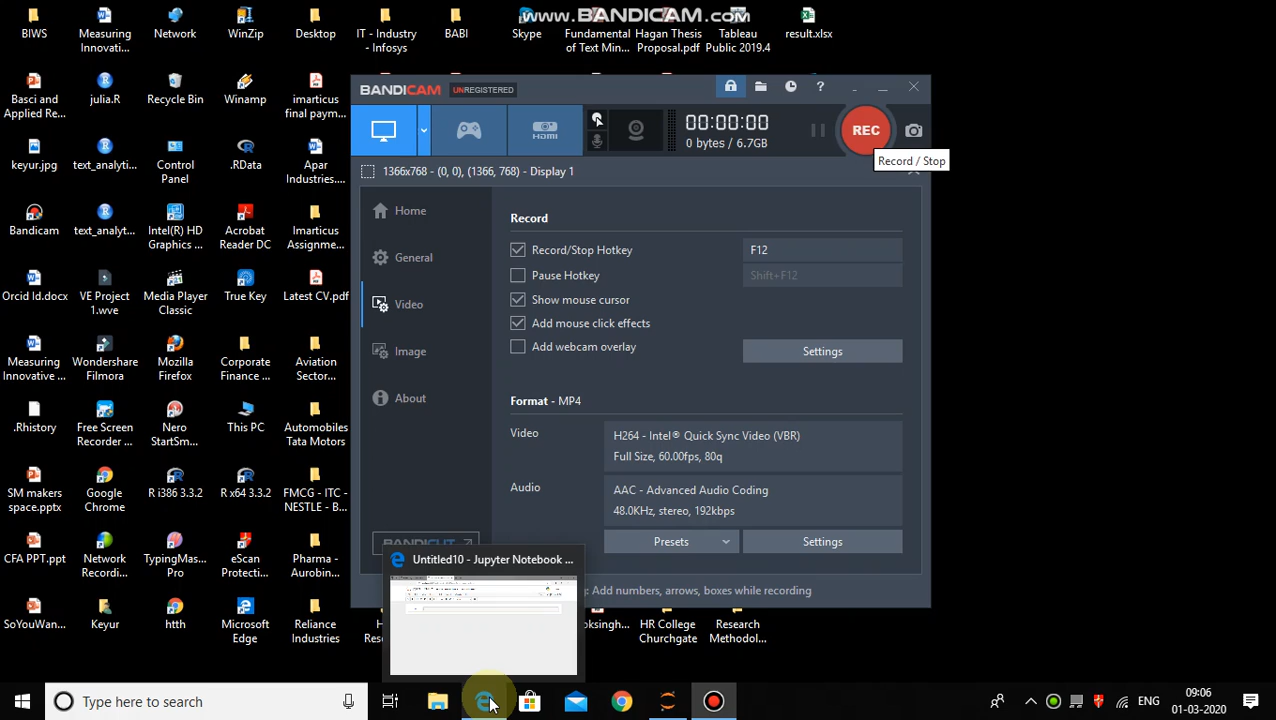 www.BANDICAM.com
BIWS
Measuring
Innovati...
Network
WinZip
Desktop
IT - Industry
- Infosys
BABI
Skype
Fundamental
of Text Min...
Hagan Thesis
Proposal.pdf
Tableau
Public 2019.4
result.xlsx
Basci and
Applied Re...
julia.R
Recycle Bin
Winamp
imarticus
final paym...
keyur.jpg
text_analyti...
Control
Panel
.RData
Apar
Industries...
Bandicam
text_analyt...
Intel(R) HD
Graphics ...
Acrobat
Reader DC
Imarticus
Assignme...
Orcid Id.docx
VE Project
1.wve
Media Player
Classic
True Key
Latest CV.pdf
Measuring
Innovative ...
Wondershare
Filmora
Mozilla
Firefox
Corporate
Finance ...
Aviation
Sector...
.Rhistory
Free Screen
Recorder ...
Nero
StartSm...
This PC
Automobiles
Tata Motors
SM makers
space.pptx
Google
Chrome
R i386 3.3.2
R x64 3.3.2
FMCG - ITC -
NESTLE - B...
CFA PPT.ppt
Network
Recordi...
TypingMas...
Pro
eScan
Protecti...
Pharma -
Aurobin...
SoYouWan...
Keyur
htth
Microsoft
Edge
Reliance
Industries
HR College
Churchgate
Research
Methodol...
BANDICAM UNREGISTERED
HDMI
00:00:00
0 bytes / 6.7GB
REC
Record / Stop
1366x768 - (0, 0), (1366, 768) - Display 1
Home
General
Video
Image
About
BANDICUT
Record
Record/Stop Hotkey
F12
Pause Hotkey
Shift+F12
Show mouse cursor
Add mouse click effects
Add webcam overlay
Settings
Format - MP4
Video
H264 - Intel® Quick Sync Video (VBR)
Full Size, 60.00fps, 80q
Audio
AAC - Advanced Audio Coding
48.0KHz, stereo, 192kbps
Presets
Settings
Add numbers, arrows, boxes while recording
Untitled10 - Jupyter Notebook ...
Type here to search
ENG
09:06
01-03-2020